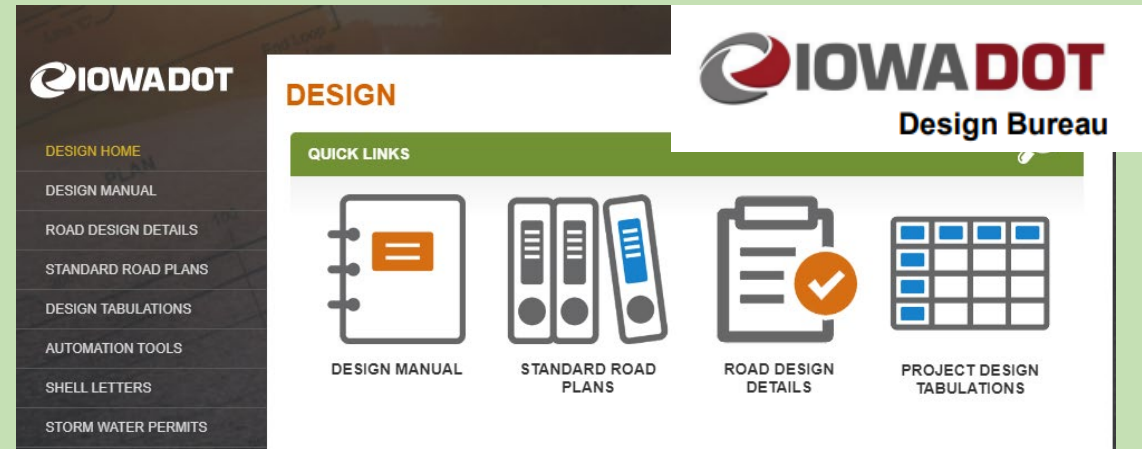 IOWADOT
DESIGN HOME
DESIGN MANUAL
ROAD DESIGN DETAILS
STANDARD ROAD PLANS
DESIGN TABULATIONS
AUTOMATION TOOLS
SHELL LETTERS
STORM WATER PERMITS
PLAN
DESIGN
IOWADOT
Design Bureau
QUICK LINKS
DESIGN MANUAL
STANDARD ROAD
PLANS
ROAD DESIGN
DETAILS
PROJECT DESIGN
TABULATIONS